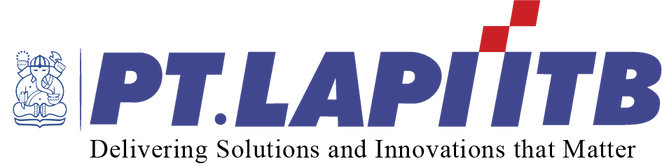 PT.LAPI ITB
Delivering Solutions and Innovations that Matter